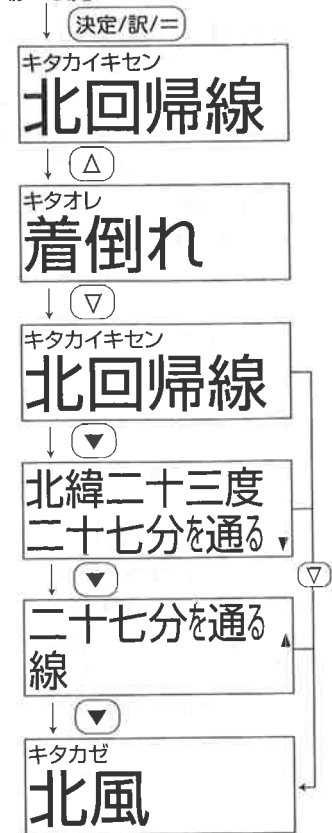 決定/訳/=
キタカイキセン
北回帰線
△
キタオレ
着倒れ
▽
キタカイキセン
北回帰線
▼
北緯二十三度
二十七分を通る
▼
▽
二十七分を通る
線
▼
キタカゼ
北風